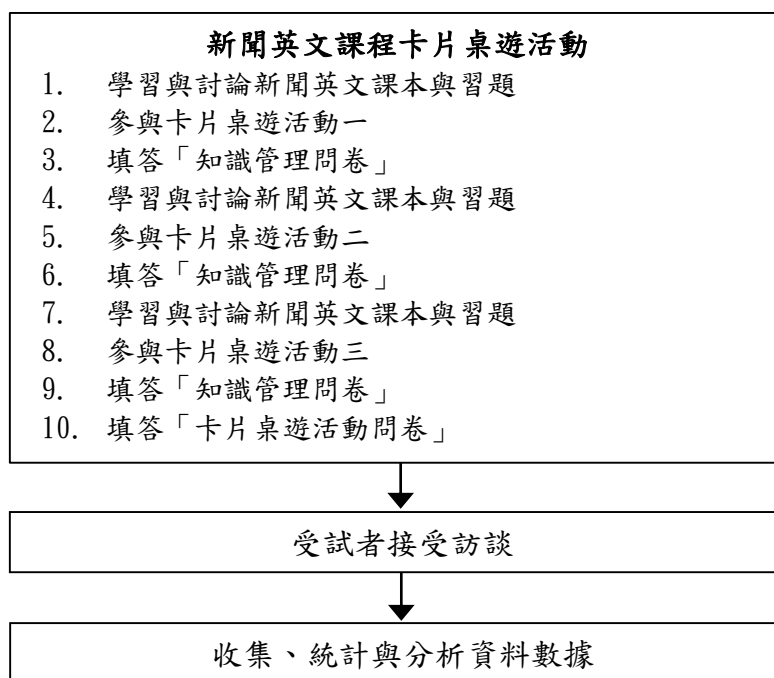 新聞英文課程卡片桌遊活動
1. 學習與討論新聞英文課本與習題
2. 參與卡片桌遊活動一
3. 填答「知識管理問卷」
4. 學習與討論新聞英文課本與習題
5. 參與卡片桌遊活動二
6. 填答「知識管理問卷」
7. 學習與討論新聞英文課本與習題
8. 參與卡片桌遊活動三
9. 填答「知識管理問卷」
10. 填答「卡片桌遊活動問卷」
受試者接受訪談
收集、統計與分析資料數據